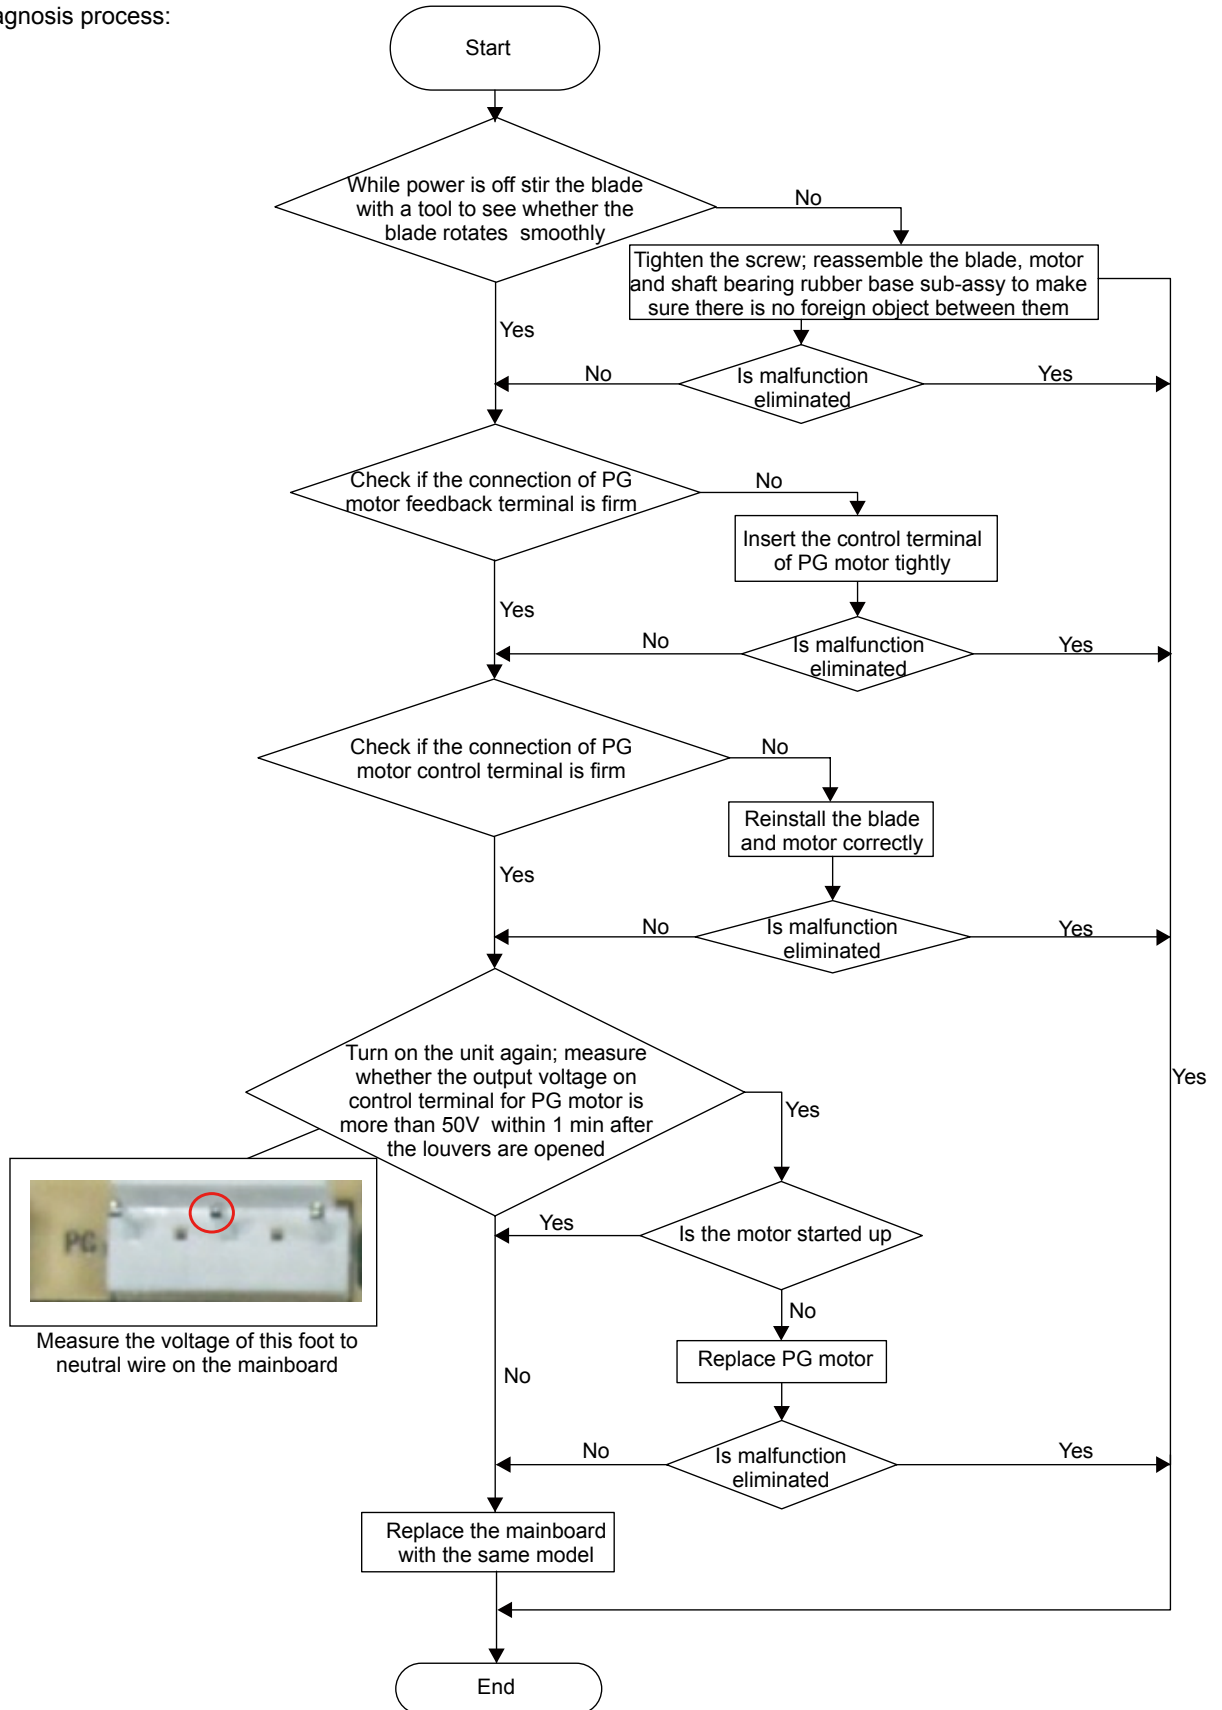 agnosis process:
Start
While power is off stir the blade
with a tool to see whether the
blade rotates smoothly
No
Tighten the screw; reassemble the blade, motor
and shaft bearing rubber base sub-assy to make
sure there is no foreign object between them
Yes
No
Is malfunction
eliminated
Yes
Check if the connection of PG
motor feedback terminal is firm
No
Insert the control terminal
of PG motor tightly
Yes
No
Is malfunction
eliminated
Yes
Check if the connection of PG
motor control terminal is firm
No
Reinstall the blade
and motor correctly
Yes
No
Is malfunction
eliminated
Yes
Turn on the unit again; measure
whether the output voltage on
control terminal for PG motor is
more than 50V within 1 min after
the louvers are opened
Yes
Yes
PG
Measure the voltage of this foot to
neutral wire on the mainboard
Yes
Is the motor started up
No
Replace PG motor
No
No
Is malfunction
eliminated
Yes
Replace the mainboard
with the same model
End